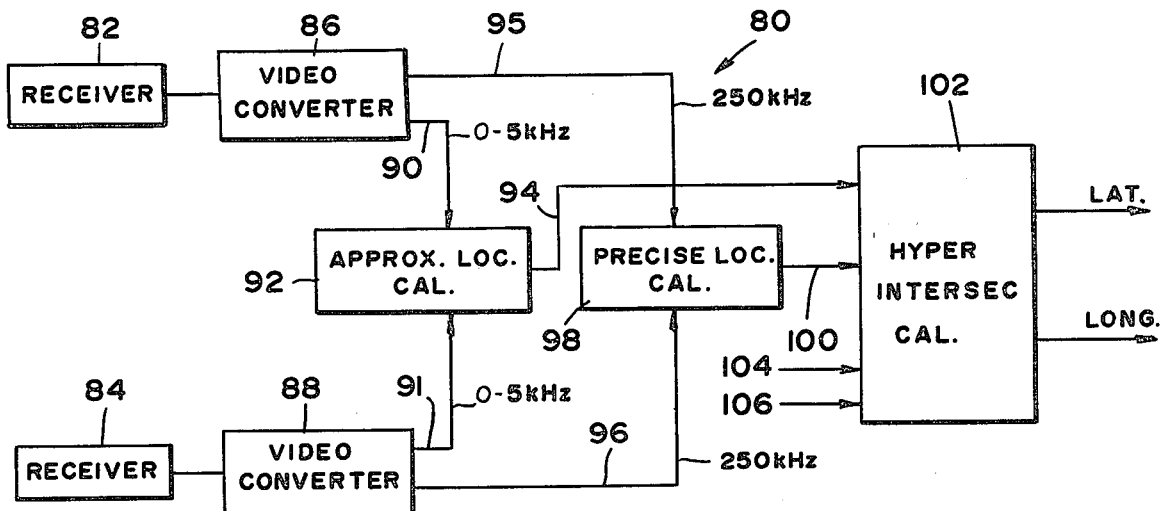 82
RECEIVER
86
VIDEO
CONVERTER
95
80
250kHz
90
0-5kHz
94
102
92
APPROX. LOC.
CAL.
PRECISE LOC.
CAL.
98
100
HYPER
INTERSEC
CAL.
LAT.
LONG.
104
106
84
RECEIVER
88
VIDEO
CONVERTER
91
0-5kHz
96
250kHz